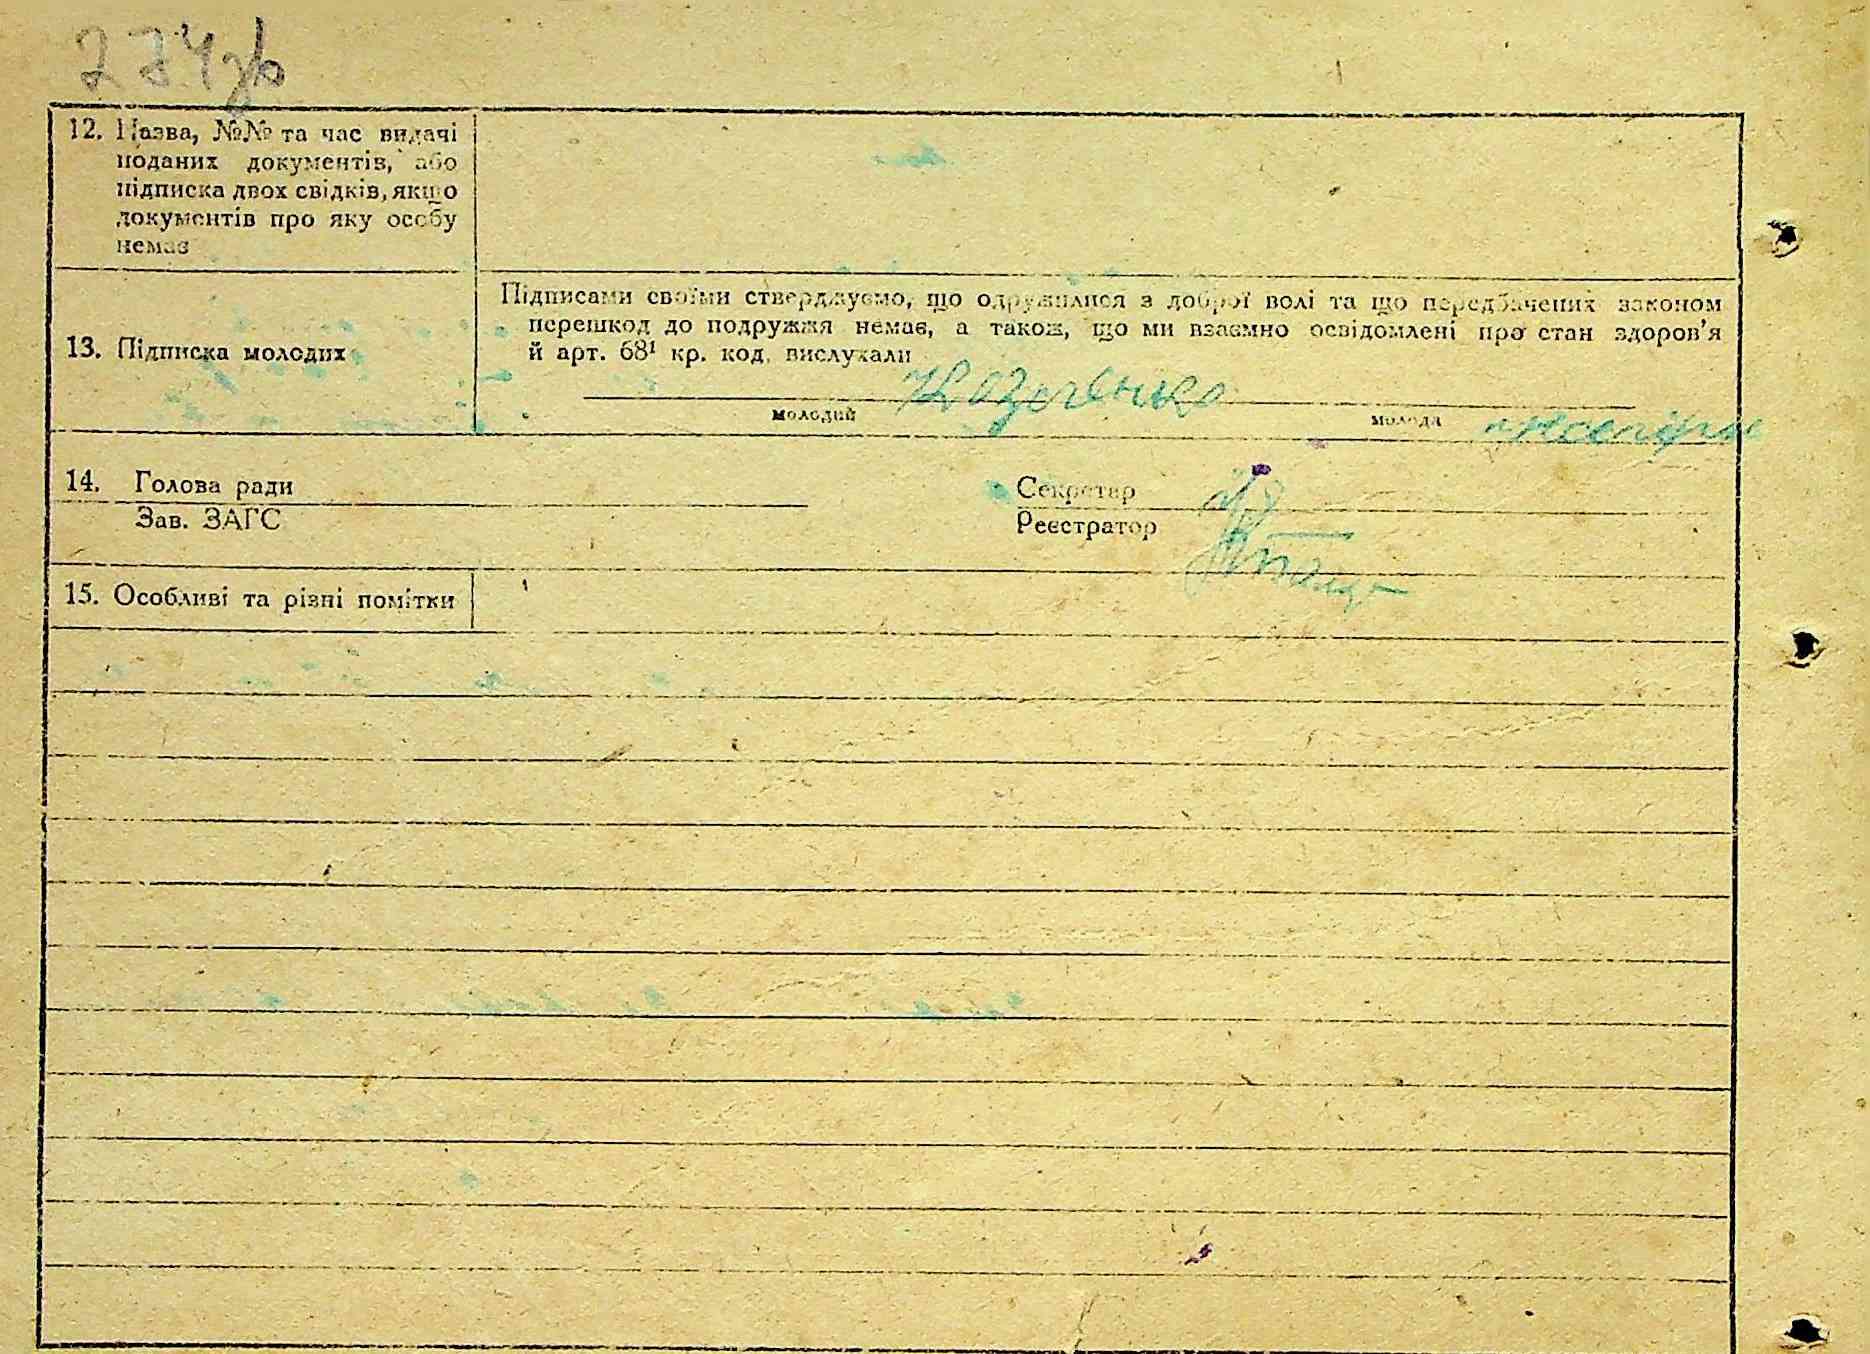 274зв
12. Назва, №№ та час видачі
поданих документів, або
підписка двох свідків, якщо
документів про яку особу
немає
13. Підписка молодих
Підписами своїми стверджуємо, що одружилися з доброї волі та що передбачених законом
перешкод до подружжя немає, а також, що ми взаємно освідомлені про стан здоров’я
й арт. 68¹ кр. код. вислухали
молодий
молода
14. Голова ради
Секретар
Зав. ЗАГС
Реєстратор
15. Особливі та різні помітки